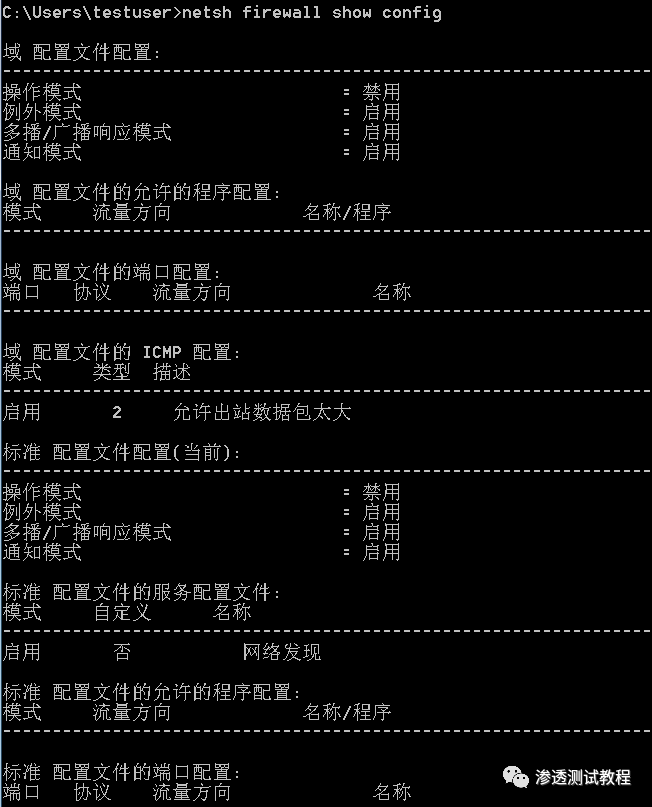 C:\Users\testuser>netsh firewall show config
域 配置文件配置:
-------------------------------------------------------------------
操作模式 = 禁用
例外模式 = 启用
多播/广播响应模式 = 启用
通知模式 = 启用
域 配置文件的允许的程序配置:
模式 流量方向 名称/程序
-------------------------------------------------------------------
域 配置文件的端口配置:
端口 协议 流量方向 名称
-------------------------------------------------------------------
域 配置文件的 ICMP 配置:
模式 类型 描述
-------------------------------------------------------------------
启用 2 允许出站数据包太大
标准 配置文件配置(当前):
-------------------------------------------------------------------
操作模式 = 禁用
例外模式 = 启用
多播/广播响应模式 = 启用
通知模式 = 启用
标准 配置文件的服务配置文件:
模式 自定义 名称
-------------------------------------------------------------------
启用 否 网络发现
标准 配置文件的允许的程序配置:
模式 流量方向 名称/程序
-------------------------------------------------------------------
标准 配置文件的端口配置:
端口 协议 流量方向 名称
渗透测试教程